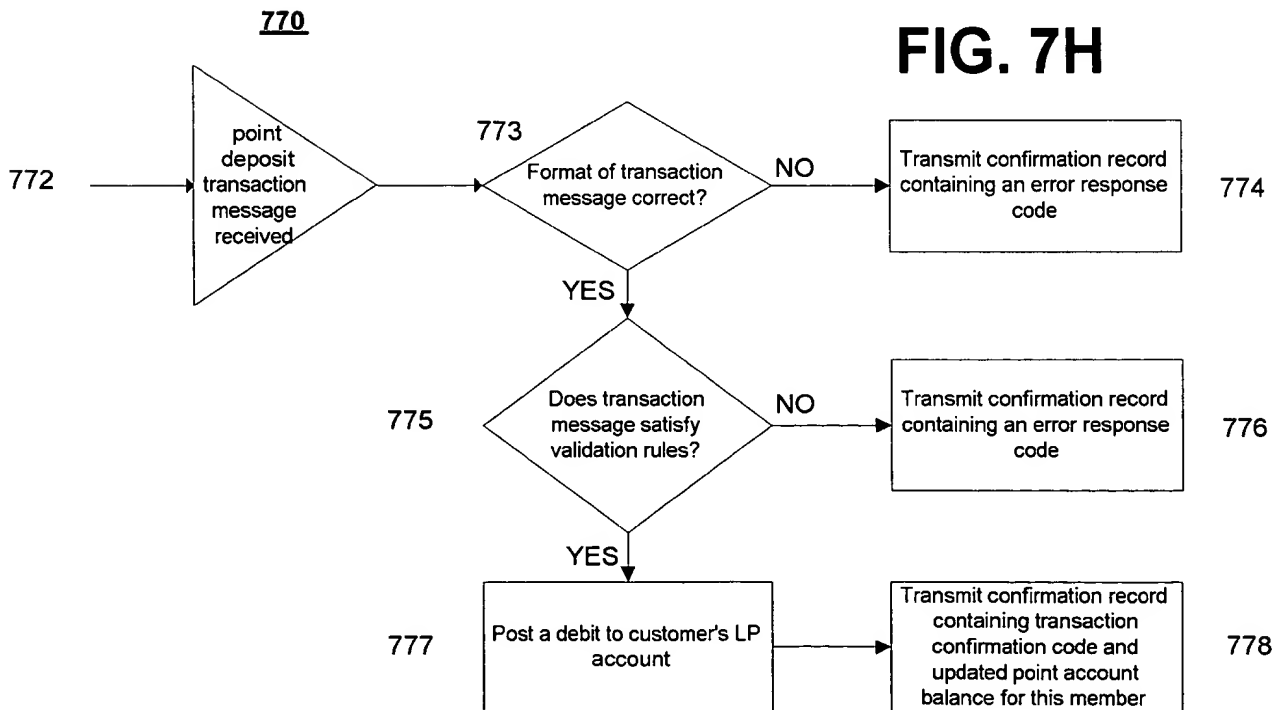 770
FIG. 7H
772
point
deposit
transaction
message
received
773
Format of transaction
message correct?
NO
Transmit confirmation record
containing an error response
code
774
YES
775
Does transaction
message satisfy
validation rules?
NO
Transmit confirmation record
containing an error response
code
776
YES
777
Post a debit to customer's LP
account
Transmit confirmation record
containing transaction
confirmation code and
updated point account
balance for this member
778